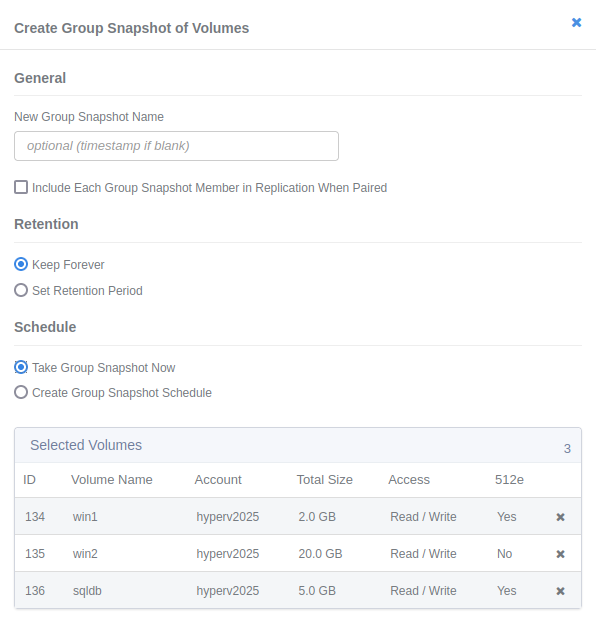 Create Group Snapshot of Volumes
General
New Group Snapshot Name
optional (timestamp if blank)
Include Each Group Snapshot Member in Replication When Paired
Retention
Keep Forever
Set Retention Period
Schedule
Take Group Snapshot Now
Create Group Snapshot Schedule
Selected Volumes 3
ID Volume Name Account Total Size Access 512e
134 win1 hyperv2025 2.0 GB Read / Write Yes
135 win2 hyperv2025 20.0 GB Read / Write No
136 sqldb hyperv2025 5.0 GB Read / Write Yes